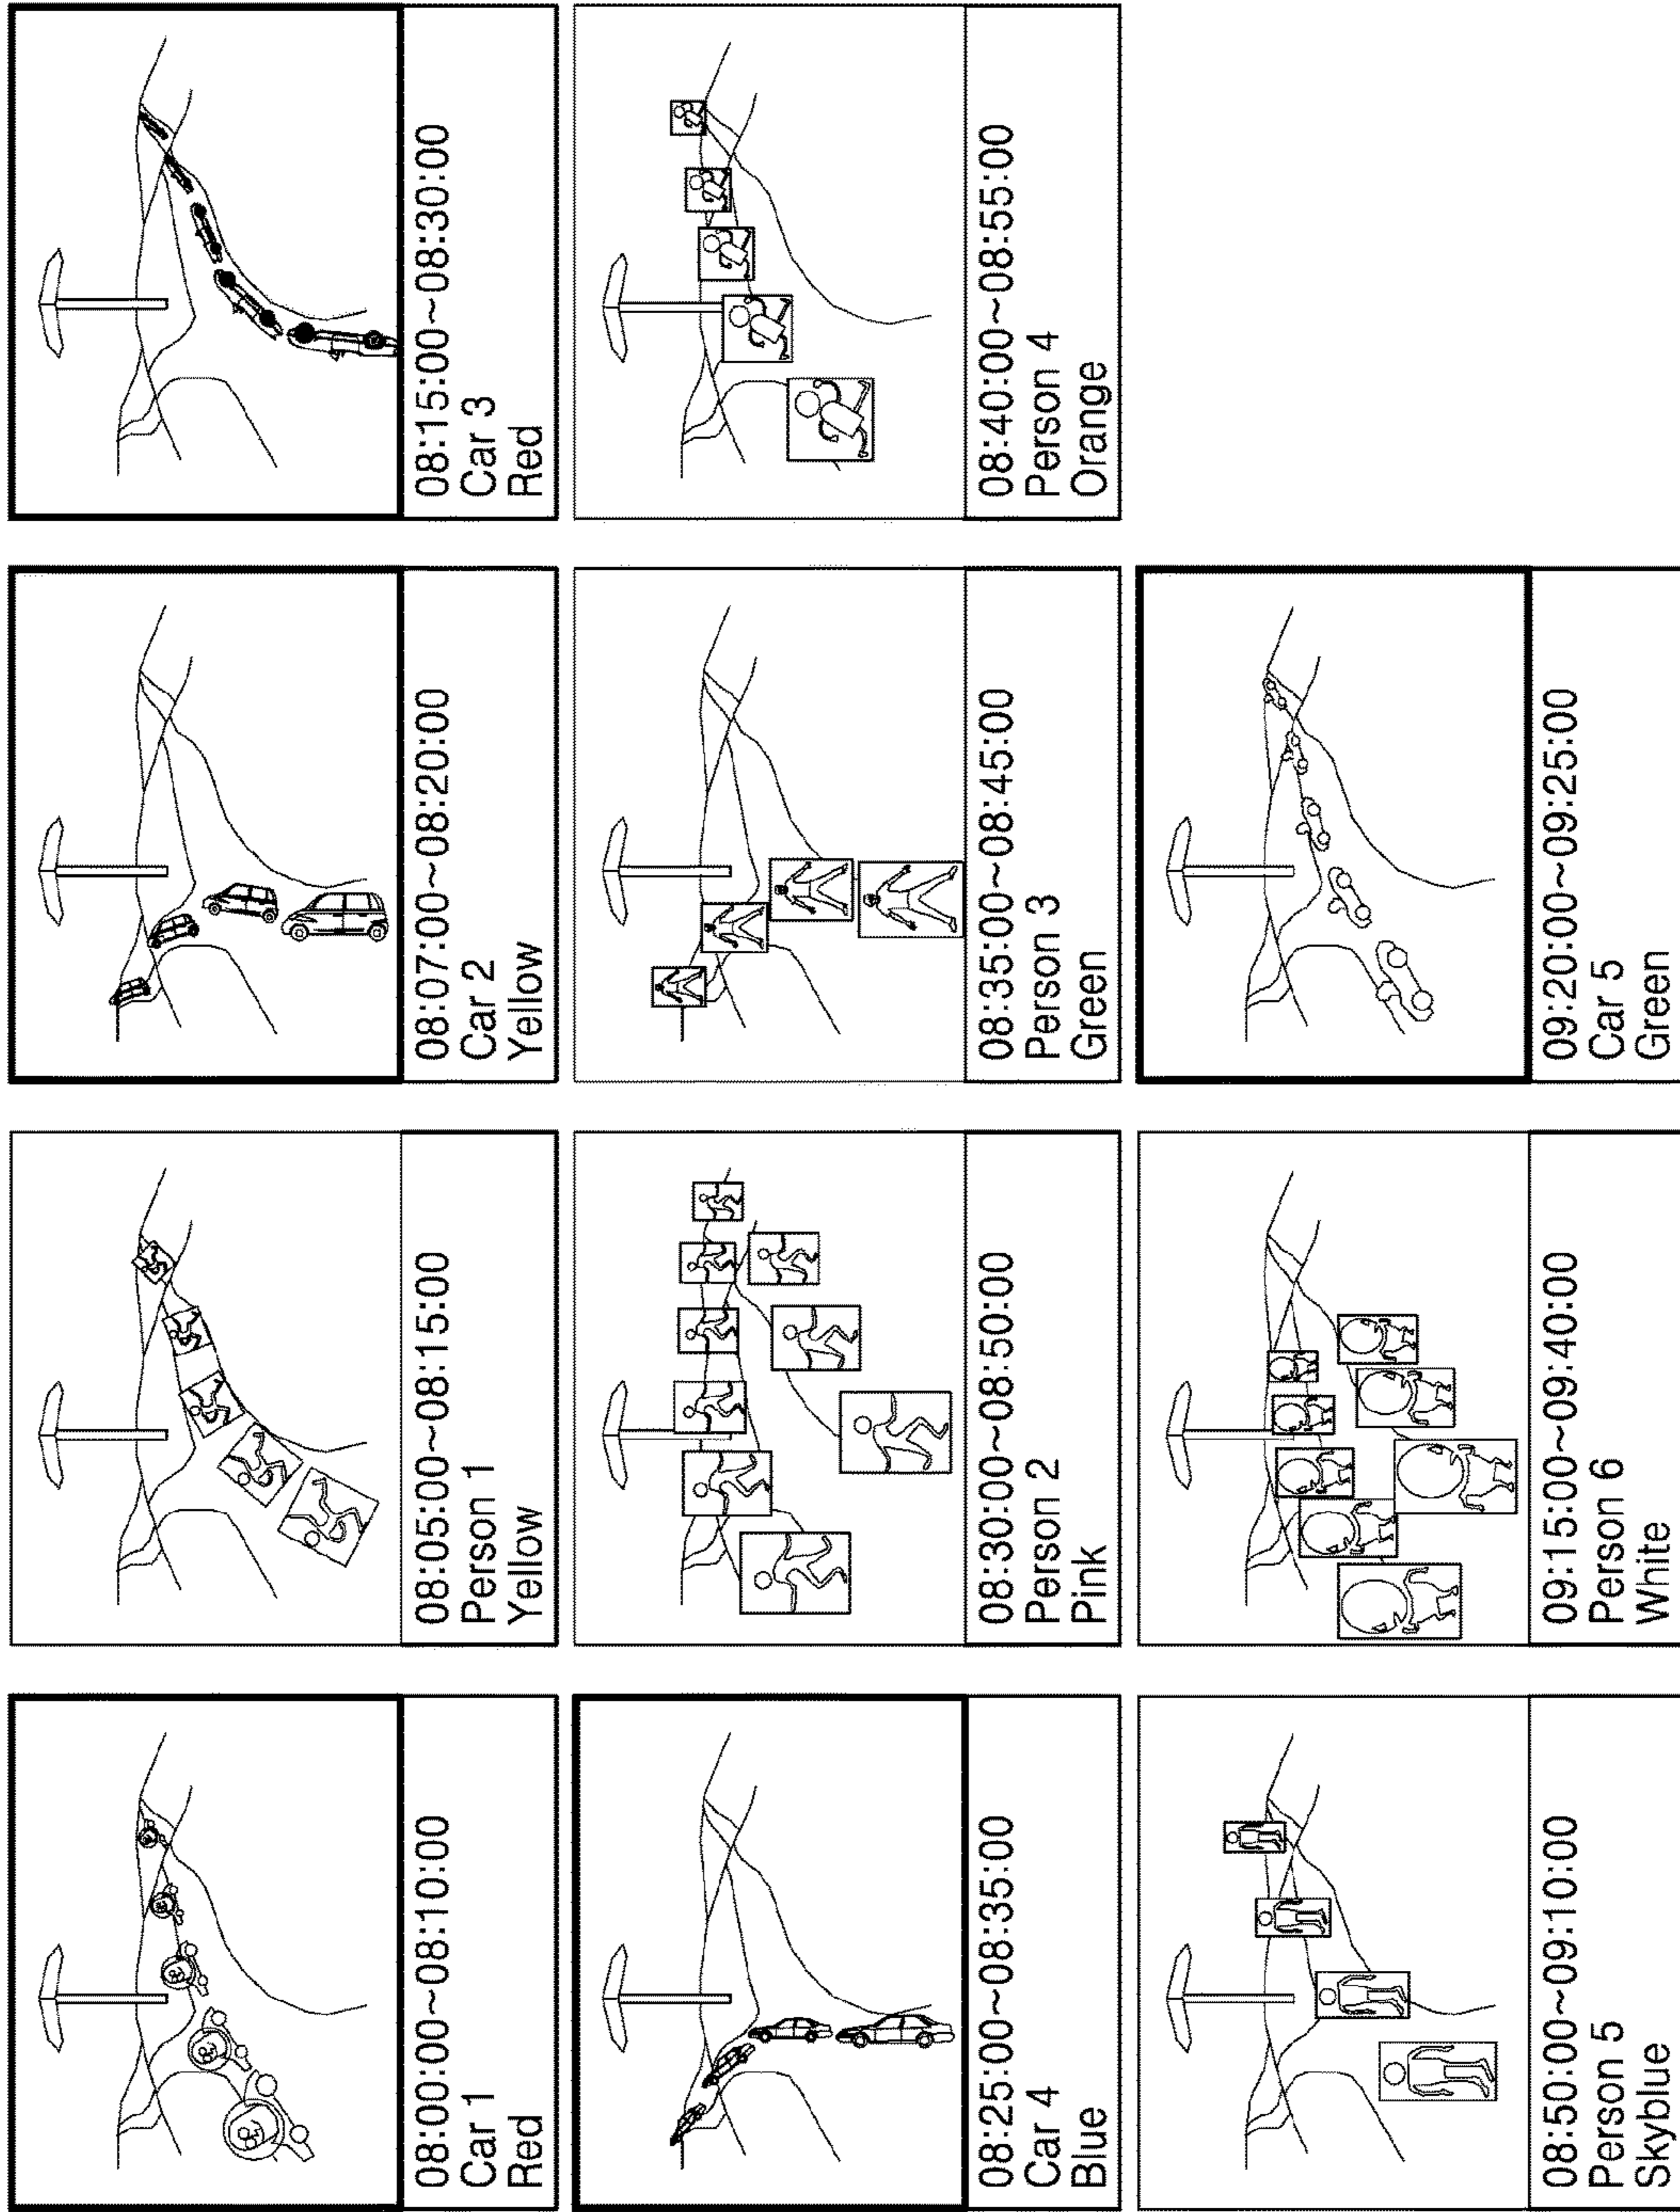 08:00:00~08:10:00
Car 1
Red
08:05:00~08:15:00
Person 1
Yellow
08:07:00~08:20:00
Car 2
Yellow
08:15:00~08:30:00
Car 3
Red
08:25:00~08:35:00
Car 4
Blue
08:30:00~08:50:00
Person 2
Pink
08:35:00~08:45:00
Person 3
Green
08:40:00~08:55:00
Person 4
Orange
08:50:00~09:10:00
Person 5
Skyblue
09:15:00~09:40:00
Person 6
White
09:20:00~09:25:00
Car 5
Green